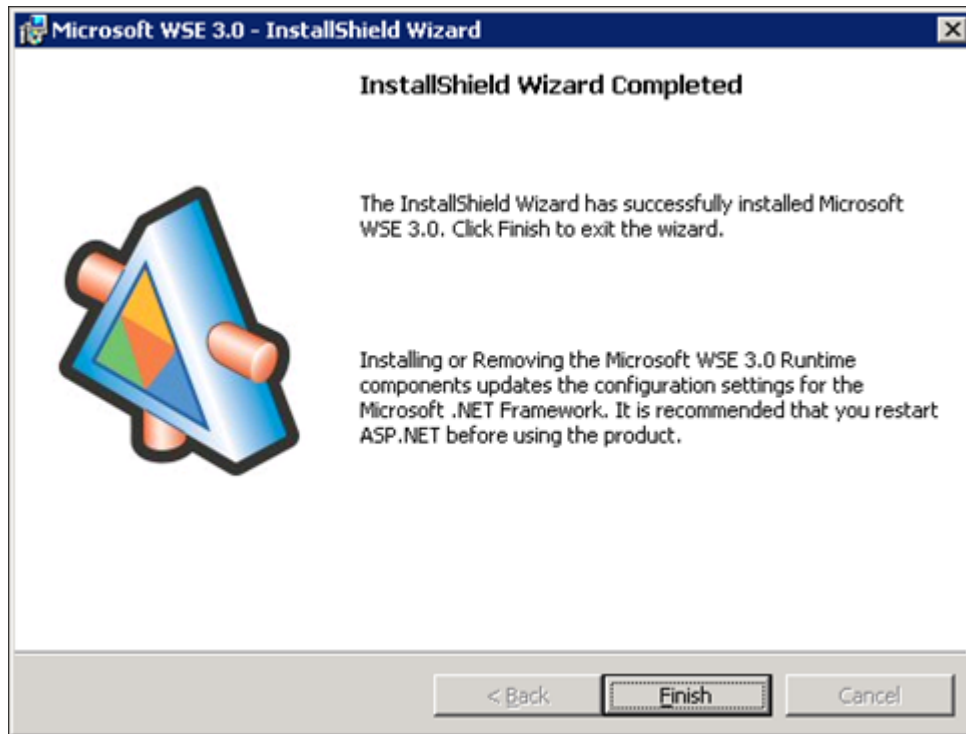 Microsoft WSE 3.0 - InstallShield Wizard
InstallShield Wizard Completed
The InstallShield Wizard has successfully installed Microsoft
WSE 3.0. Click Finish to exit the wizard.
Installing or Removing the Microsoft WSE 3.0 Runtime
components updates the configuration settings for the
Microsoft .NET Framework. It is recommended that you restart
ASP.NET before using the product.
< Back Finish Cancel